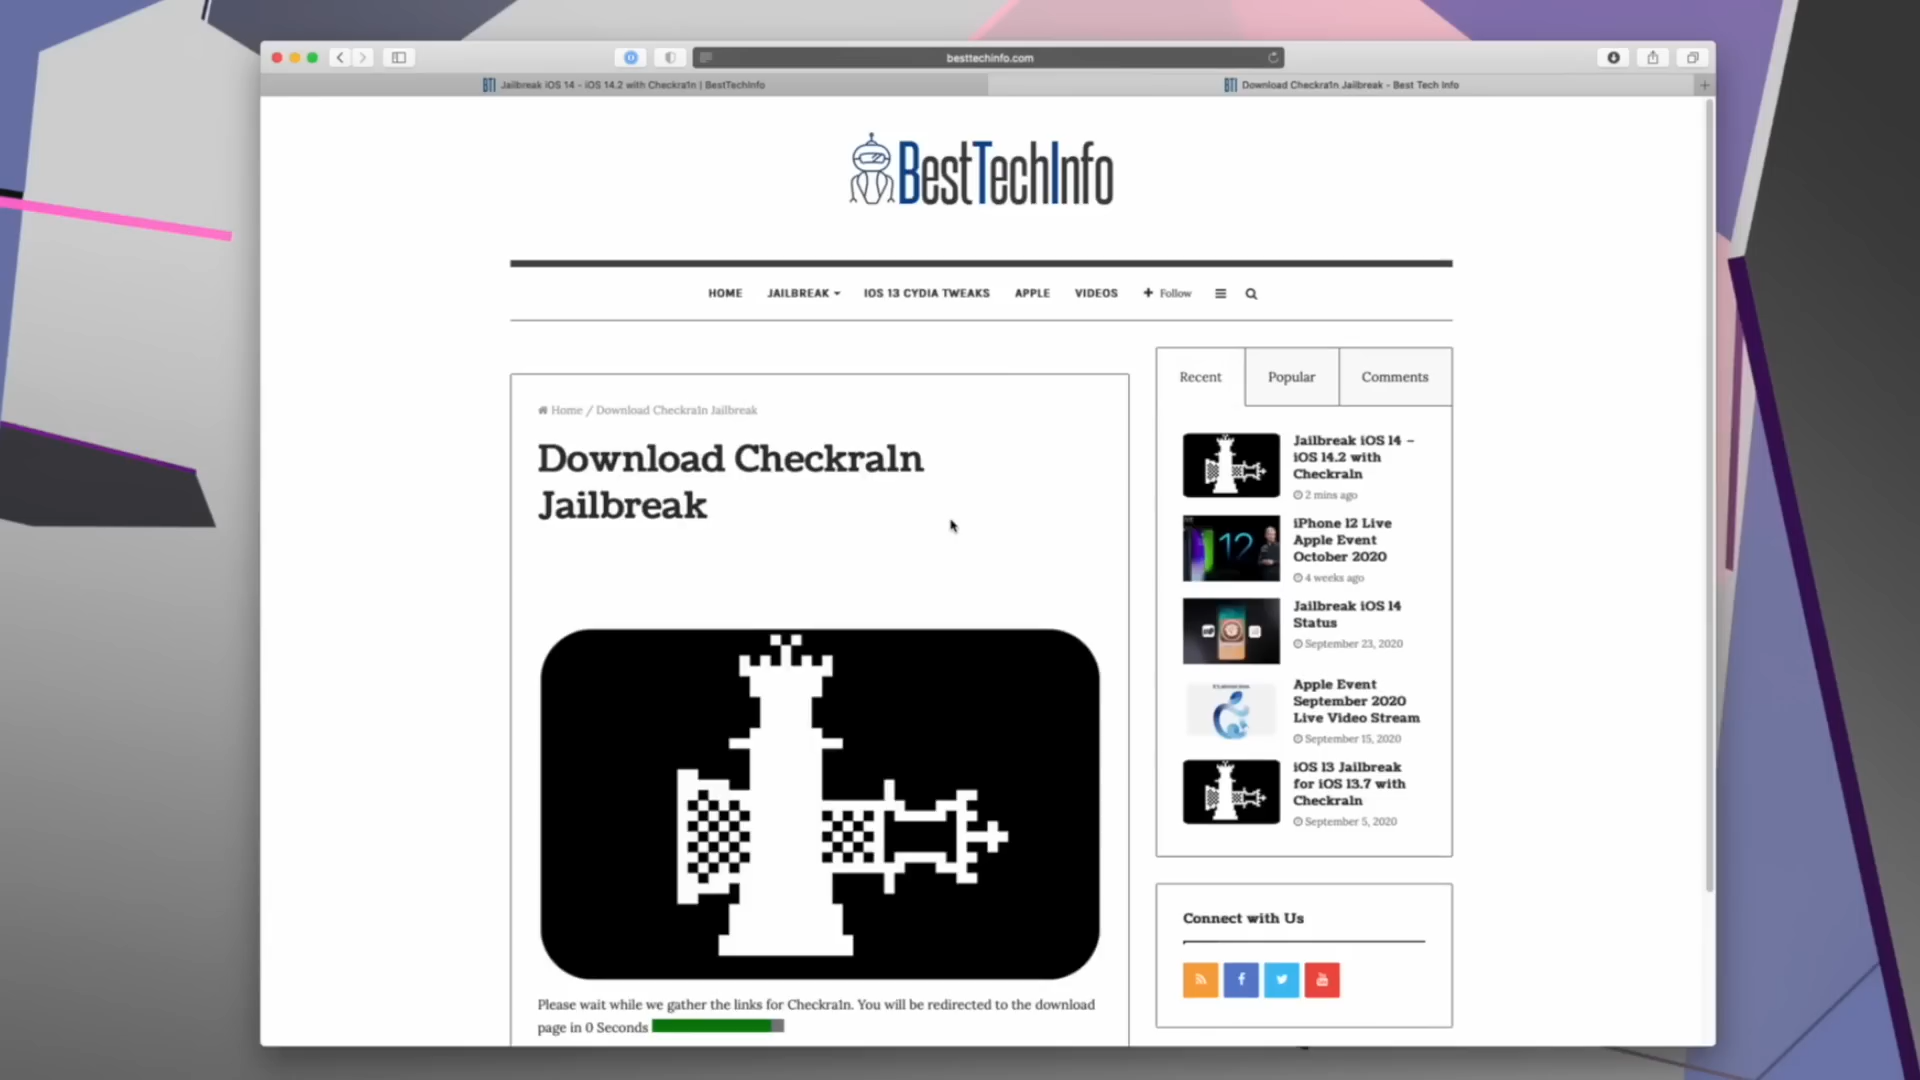 besttechinfo.com
BTI Jailbreak iOS 14 - iOS 14.2 with Checkra1n | BestTechInfo
BTI Download Checkra1n Jailbreak - Best Tech Info
BestTechInfo
HOME JAILBREAK IOS 13 CYDIA TWEAKS APPLE VIDEOS + Follow
Home / Download Checkra1n Jailbreak
Download Checkra1n
Jailbreak
Please wait while we gather the links for Checkra1n. You will be redirected to the download
page in 0 Seconds
Recent Popular Comments
Jailbreak iOS 14 –
iOS 14.2 with
Checkra1n
2 mins ago
12
iPhone 12 Live
Apple Event
October 2020
4 weeks ago
Jailbreak iOS 14
Status
September 23, 2020
Apple Event
September 2020
Live Video Stream
September 15, 2020
iOS 13 Jailbreak
for iOS 13.7 with
Checkra1n
September 5, 2020
Connect with Us